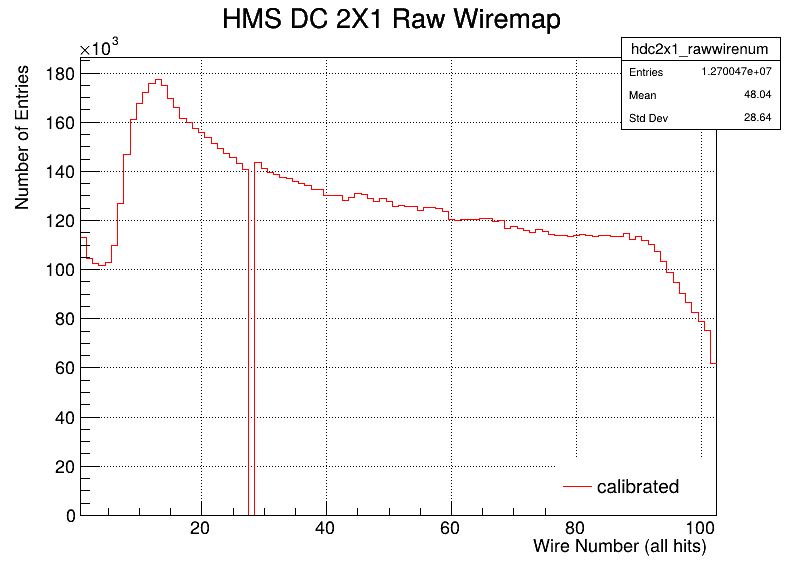 HMS DC 2X1 Raw Wiremap
×10³
hdc2x1_rawwirenum
Entries 1.270047e+07
Mean 48.04
Std Dev 28.64
Number of Entries
180
160
140
120
100
80
60
40
20
0
calibrated
20 40 60 80 100
Wire Number (all hits)